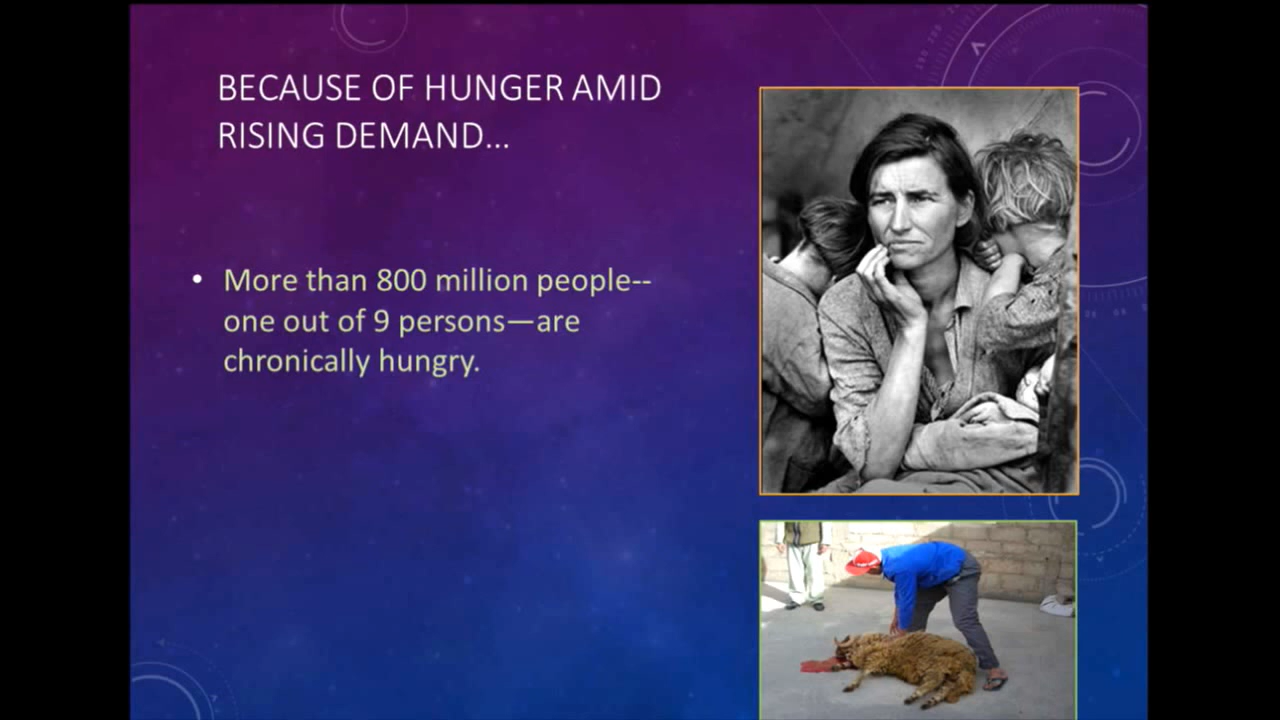 BECAUSE OF HUNGER AMID
RISING DEMAND...
• More than 800 million people--
one out of 9 persons—are
chronically hungry.